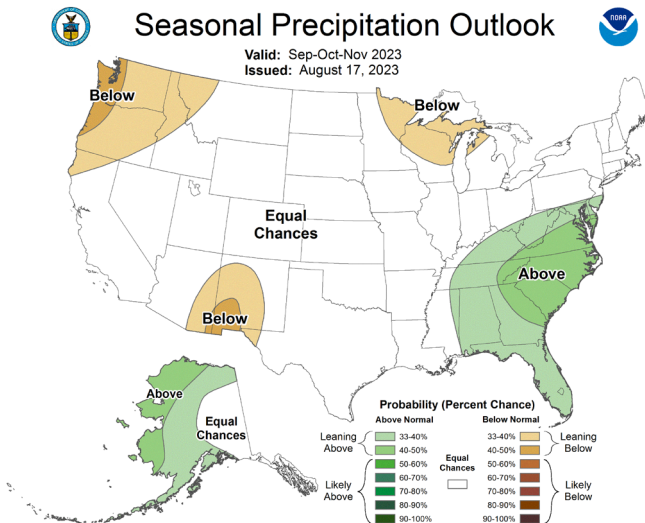 Seasonal Precipitation Outlook
NOAA
Valid: Sep-Oct-Nov 2023
Issued: August 17, 2023
Below
Below
Equal
Chances
Above
Below
Above
Equal
Chances
Probability (Percent Chance)
Above Normal
Below Normal
Leaning
Above
33-40%
40-50%
Likely
Above
50-60%
60-70%
70-80%
80-90%
90-100%
Equal
Chances
33-40%
40-50%
Leaning
Below
50-60%
60-70%
70-80%
80-90%
90-100%
Likely
Below